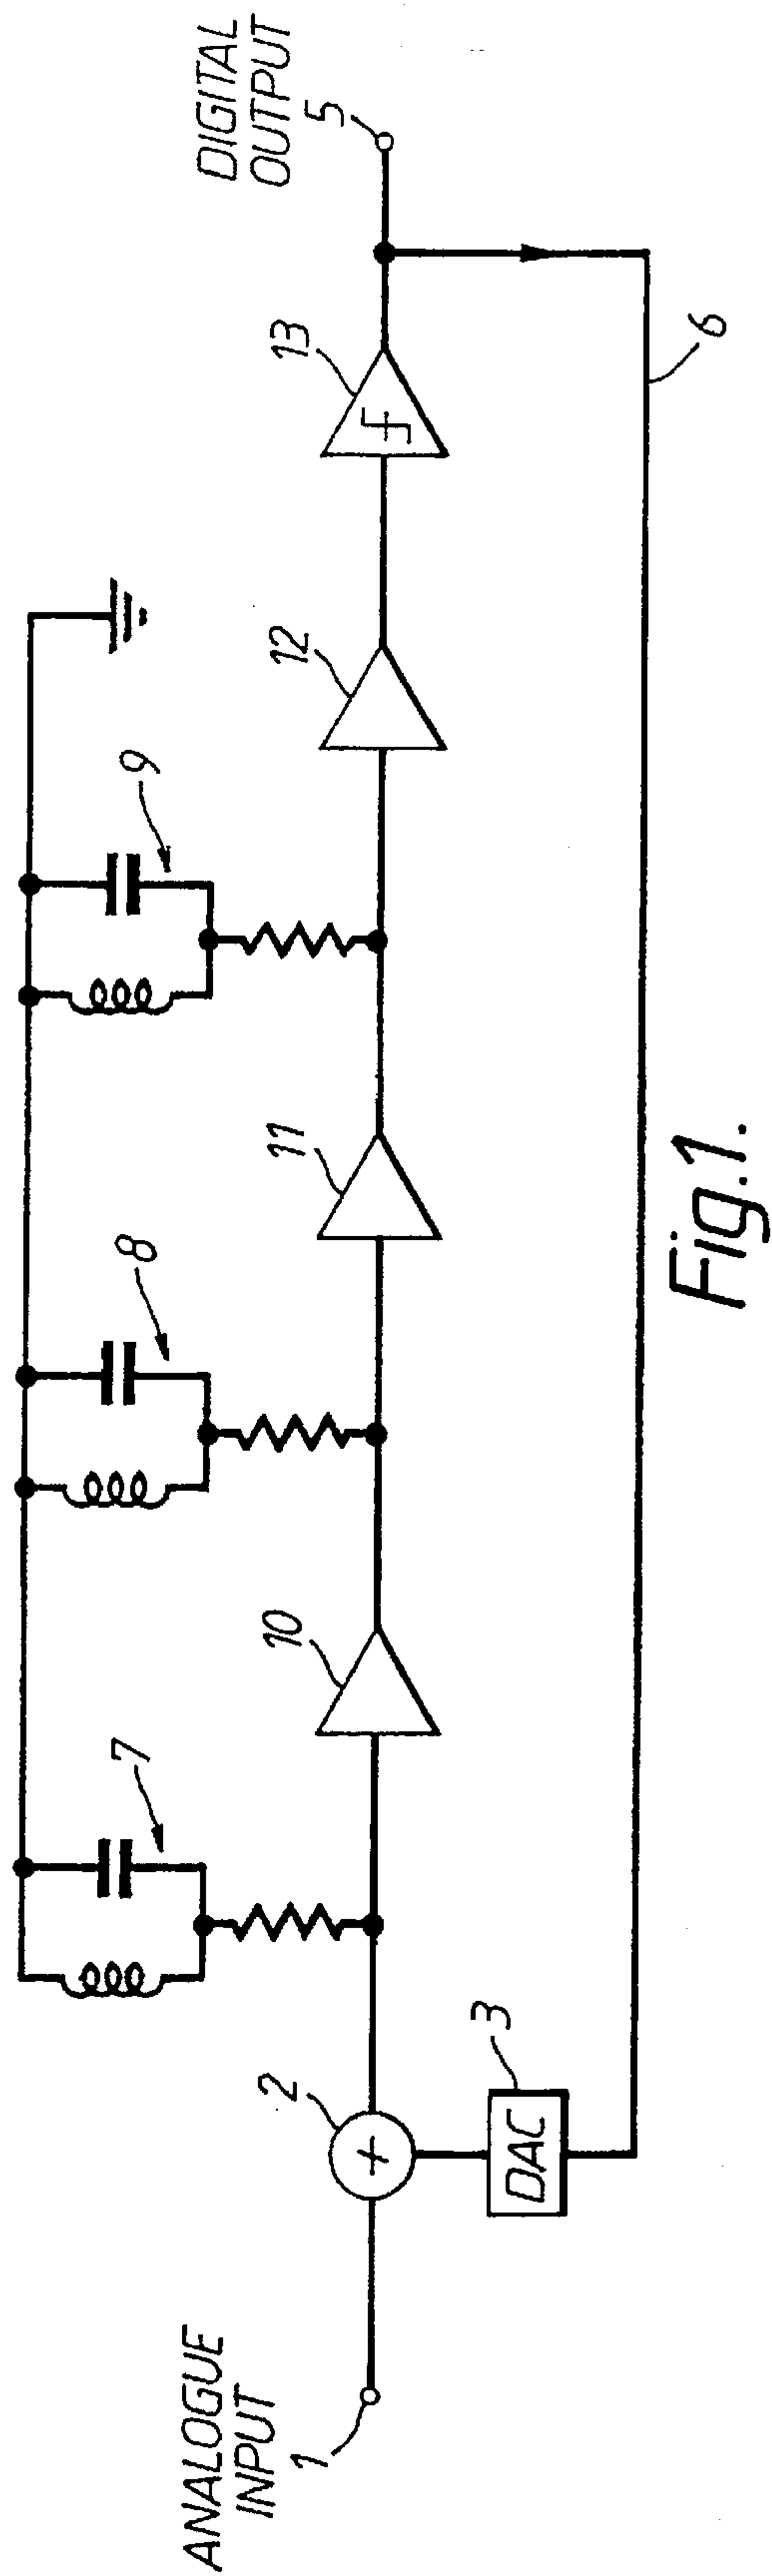 ANALOGUE
INPUT
1
2
DAC
3
7
10
8
11
9
12
13
DIGITAL
OUTPUT
5
6
Fig.1.